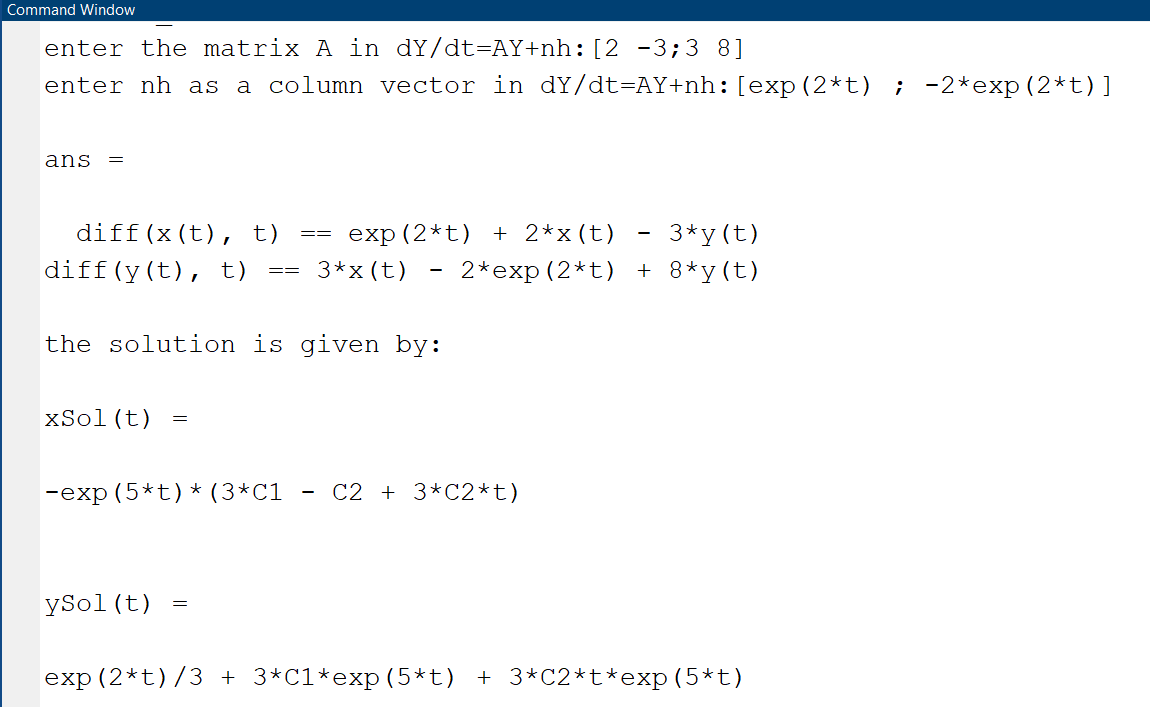 Command Window
enter the matrix A in dY/dt=AY+nh:[2 -3;3 8]
enter nh as a column vector in dY/dt=AY+nh:[exp(2*t) ; -2*exp(2*t)]
ans =
diff(x(t), t) == exp(2*t) + 2*x(t) - 3*y(t)
diff(y(t), t) == 3*x(t) - 2*exp(2*t) + 8*y(t)
the solution is given by:
xSol(t) =
-exp(5*t)*(3*C1 - C2 + 3*C2*t)
ySol(t) =
exp(2*t)/3 + 3*C1*exp(5*t) + 3*C2*t*exp(5*t)